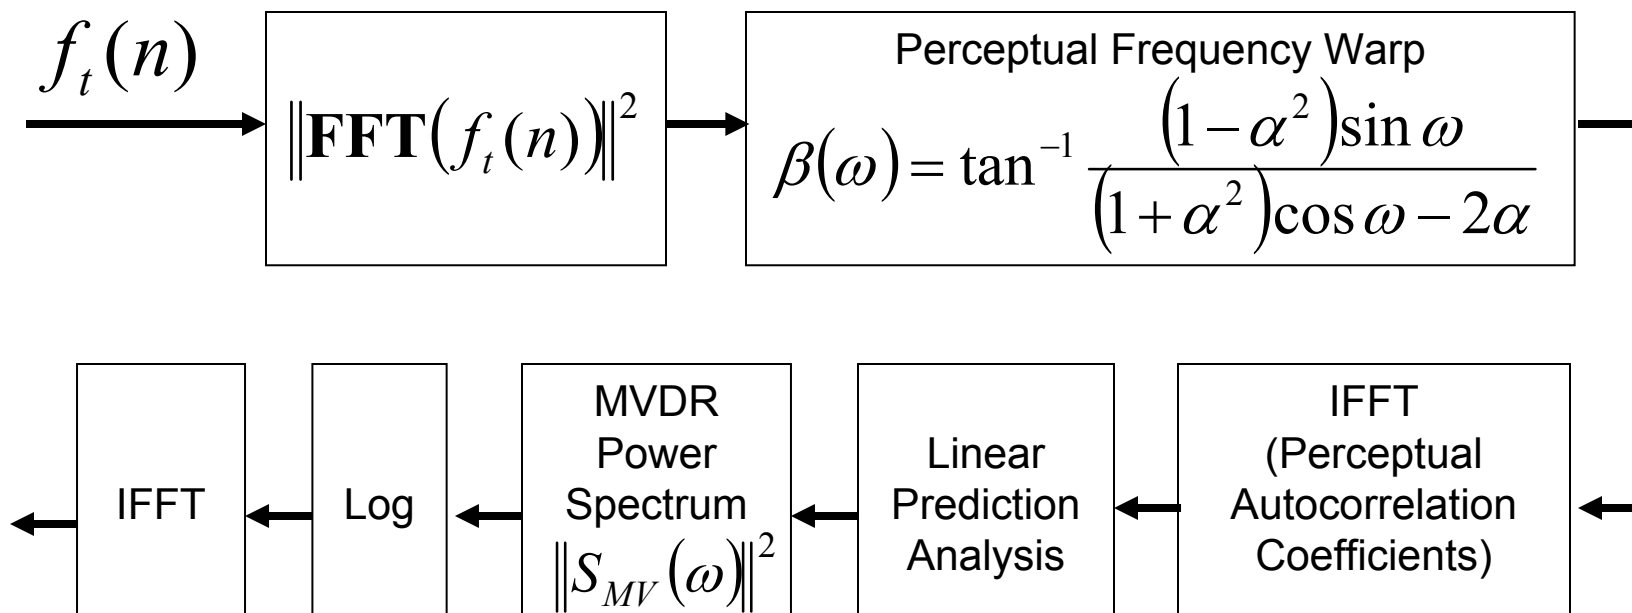 f_t(n)
‖FFT(f_t(n))‖²
Perceptual Frequency Warp
β(ω) = tan⁻¹ (1−α²)sin ω / (1+α²)cos ω − 2α
IFFT
Log
MVDR
Power
Spectrum
‖S_MV(ω)‖²
Linear
Prediction
Analysis
IFFT
(Perceptual
Autocorrelation
Coefficients)